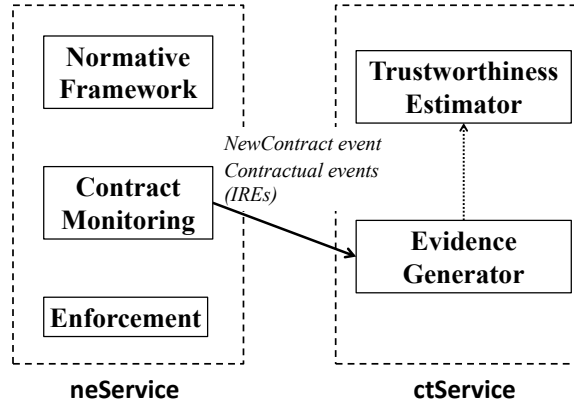 Normative
Framework
Trustworthiness
Estimator
NewContract event
Contractual events
(IREs)
Contract
Monitoring
Evidence
Generator
Enforcement
neService
ctService